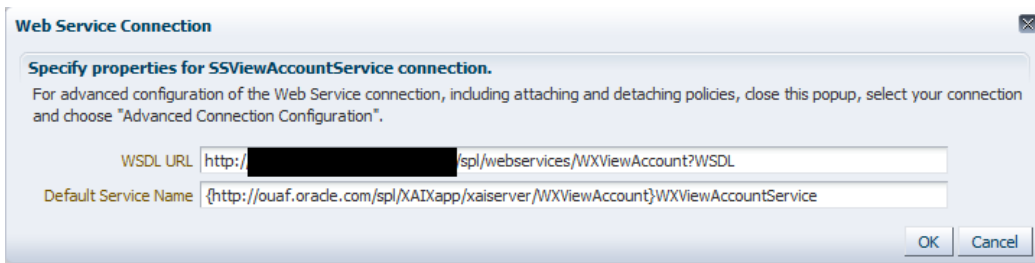 Web Service Connection
Specify properties for SSViewAccountService connection.
For advanced configuration of the Web Service connection, including attaching and detaching policies, close this popup, select your connection
and choose "Advanced Connection Configuration".
WSDL URL http:/ /spl/webservices/WXViewAccount?WSDL
Default Service Name {http://ouaf.oracle.com/spl/XAIXapp/xaiserver/WXViewAccount}WXViewAccountService
OK Cancel